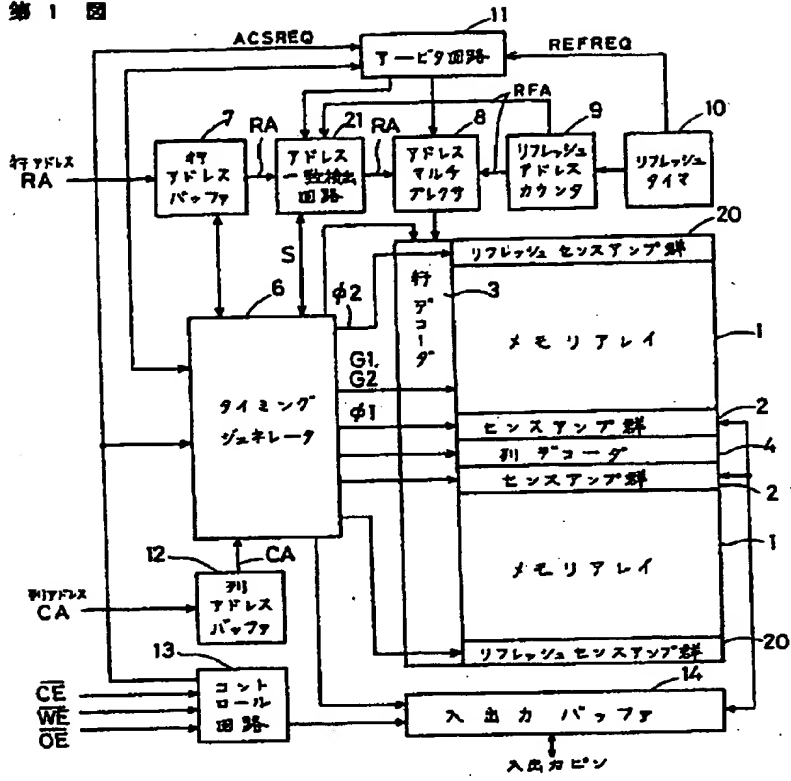 第 1 図
11
ACSREQ
アービタ回路
REFREQ
RFA
7
21
8
9
10
RA
RA
行アドレス
RA
行
アドレス
バッファ
アドレス
一致検出
回路
アドレス
マルチ
プレクサ
リフレッシュ
アドレス
カウンタ
リフレッシュ
タイマ
20
S
6
φ2
行デコーダ
3
リフレッシュセンスアンプ群
メモリアレイ
1
G1,
G2
タイミング
ジェネレータ
φ1
センスアンプ群
2
列デコーダ
4
センスアンプ群
2
12
CA
メモリアレイ
1
列アドレス
CA
列
アドレス
バッファ
13
リフレッシュセンスアンプ群
20
14
CE
WE
OE
コント
ロール
回路
入出力バッファ
入出力ピン